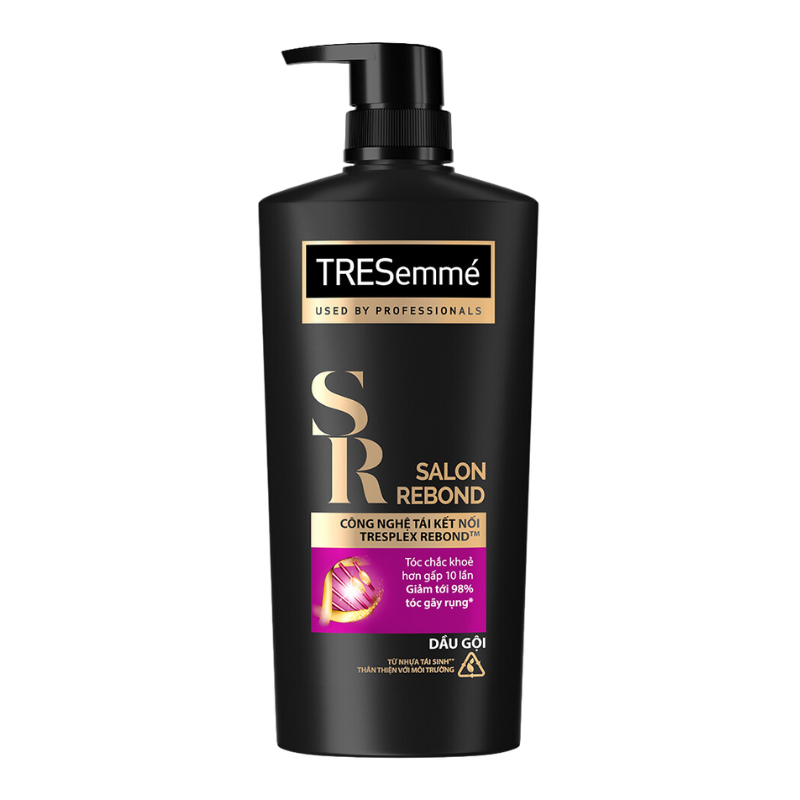 TRESemmé
USED BY PROFESSIONALS
SR
SALON
REBOND
CÔNG NGHỆ TÁI KẾT NỐI
TRESPLEX REBOND™
Tóc chắc khoẻ
hơn gấp 10 lần
Giảm tới 98%
tóc gãy rụng*
DẦU GỘI
TỪ NHỰA TÁI SINH**
THÂN THIỆN VỚI MÔI TRƯỜNG